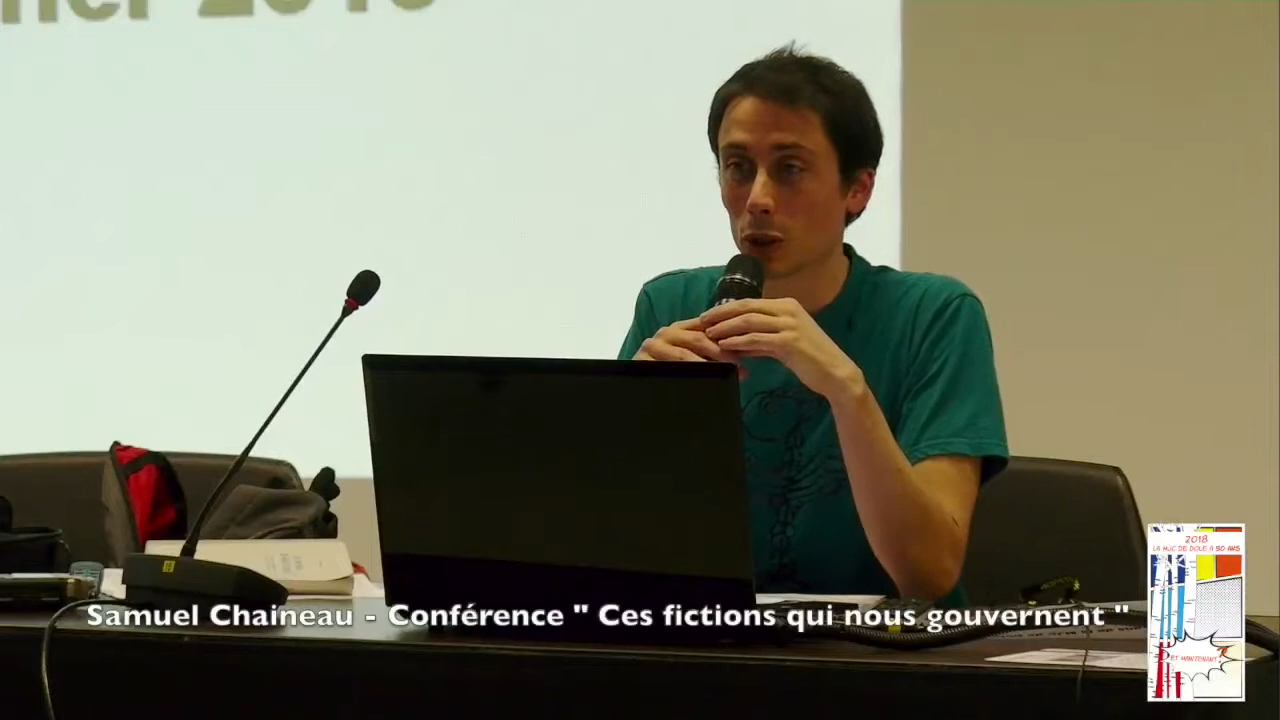 Samuel Chaineau - Conférence " Ces fictions qui nous gouvernent "
2018
LA MJC DE DOLE A 50 ANS
ET MAINTENANT ?